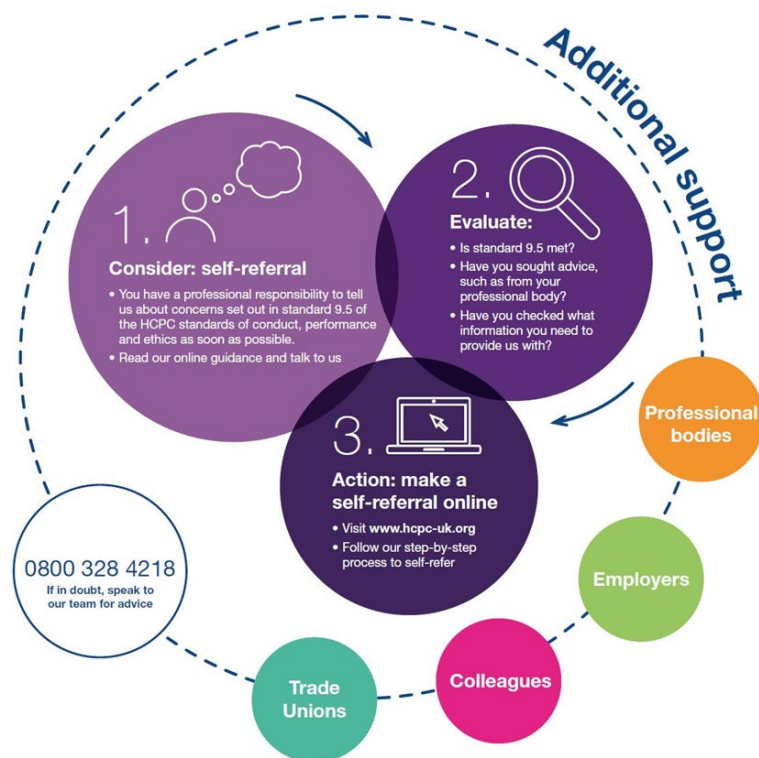 Additional support
1.
Consider: self-referral
• You have a professional responsibility to tell
us about concerns set out in standard 9.5 of
the HCPC standards of conduct, performance
and ethics as soon as possible.
• Read our online guidance and talk to us
2.
Evaluate:
• Is standard 9.5 met?
• Have you sought advice,
such as from your
professional body?
• Have you checked what
information you need to
provide us with?
3.
Action: make a
self-referral online
• Visit www.hcpc-uk.org
• Follow our step-by-step
process to self-refer
Professional
bodies
Employers
Colleagues
Trade
Unions
0800 328 4218
If in doubt, speak to
our team for advice